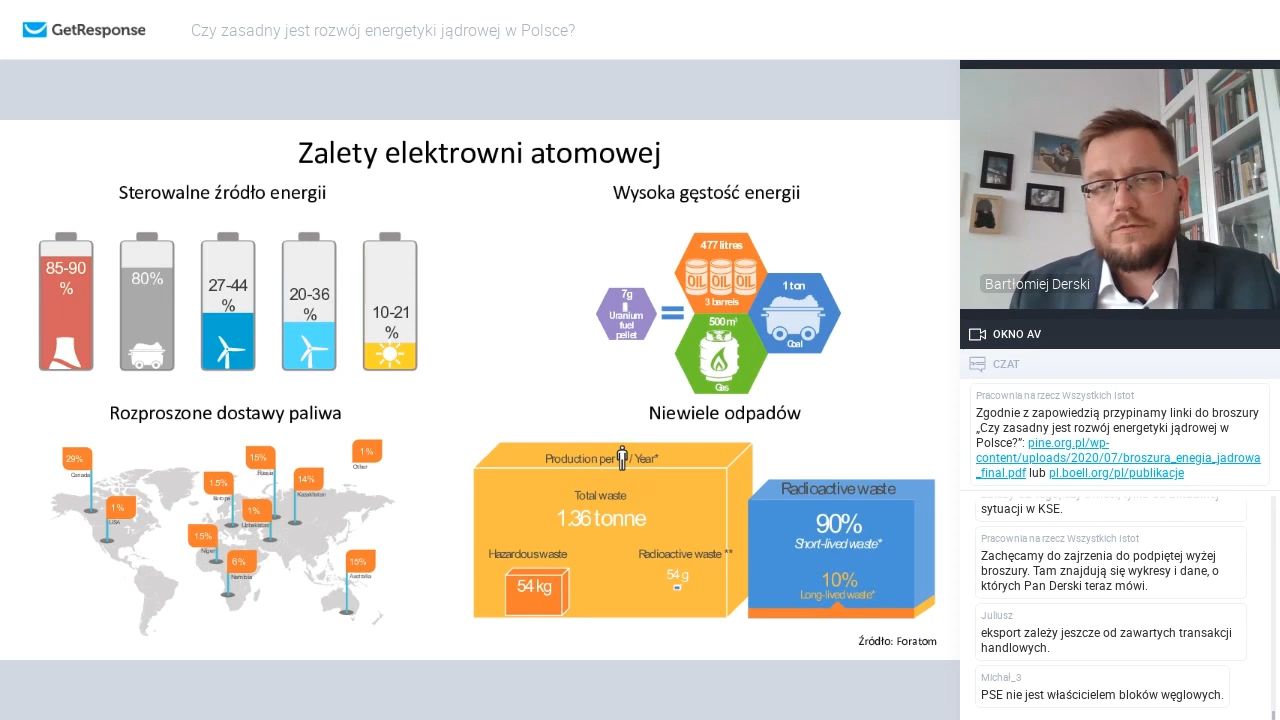 GetResponse
Czy zasadny jest rozwój energetyki jądrowej w Polsce?
Zalety elektrowni atomowej
Sterowalne źródło energii
85-90
%
80%
27-44
%
20-36
%
10-21
%
Wysoka gęstość energii
7g
Uranium
fuel
pellet
477 litres
OIL OIL OIL
3 barrels
1 ton
Coal
500 m³
Gas
Rozproszone dostawy paliwa
29%
Canada
1%
USA
15%
Europe
15%
Russia
14%
Kazakhstan
1%
Other
1%
Uzbekistan
15%
Niger
6%
Namibia
16%
Australia
Niewiele odpadów
Production per / Year*
Total waste
1.36 tonne
Hazardous waste
54 kg
Radioactive waste **
54 g
Radioactive waste
90%
Short-lived waste*
10%
Long-lived waste*
Źródło: Foratom
Bartłomiej Derski
OKNO AV
CZAT
Pracownia na rzecz Wszystkich Istot
Zgodnie z zapowiedzią przypinamy linki do broszury
„Czy zasadny jest rozwój energetyki jądrowej w
Polsce?”: pine.org.pl/wp-
content/uploads/2020/07/broszura_enegia_jadrowa
_final.pdf lub pl.boell.org/pl/publikacje
sytuacji w KSE.
Pracownia na rzecz Wszystkich Istot
Zachęcamy do zajrzenia do podpiętej wyżej
broszury. Tam znajdują się wykresy i dane, o
których Pan Derski teraz mówi.
Juliusz
eksport zależy jeszcze od zawartych transakcji
handlowych.
Michał_3
PSE nie jest właścicielem bloków węglowych.